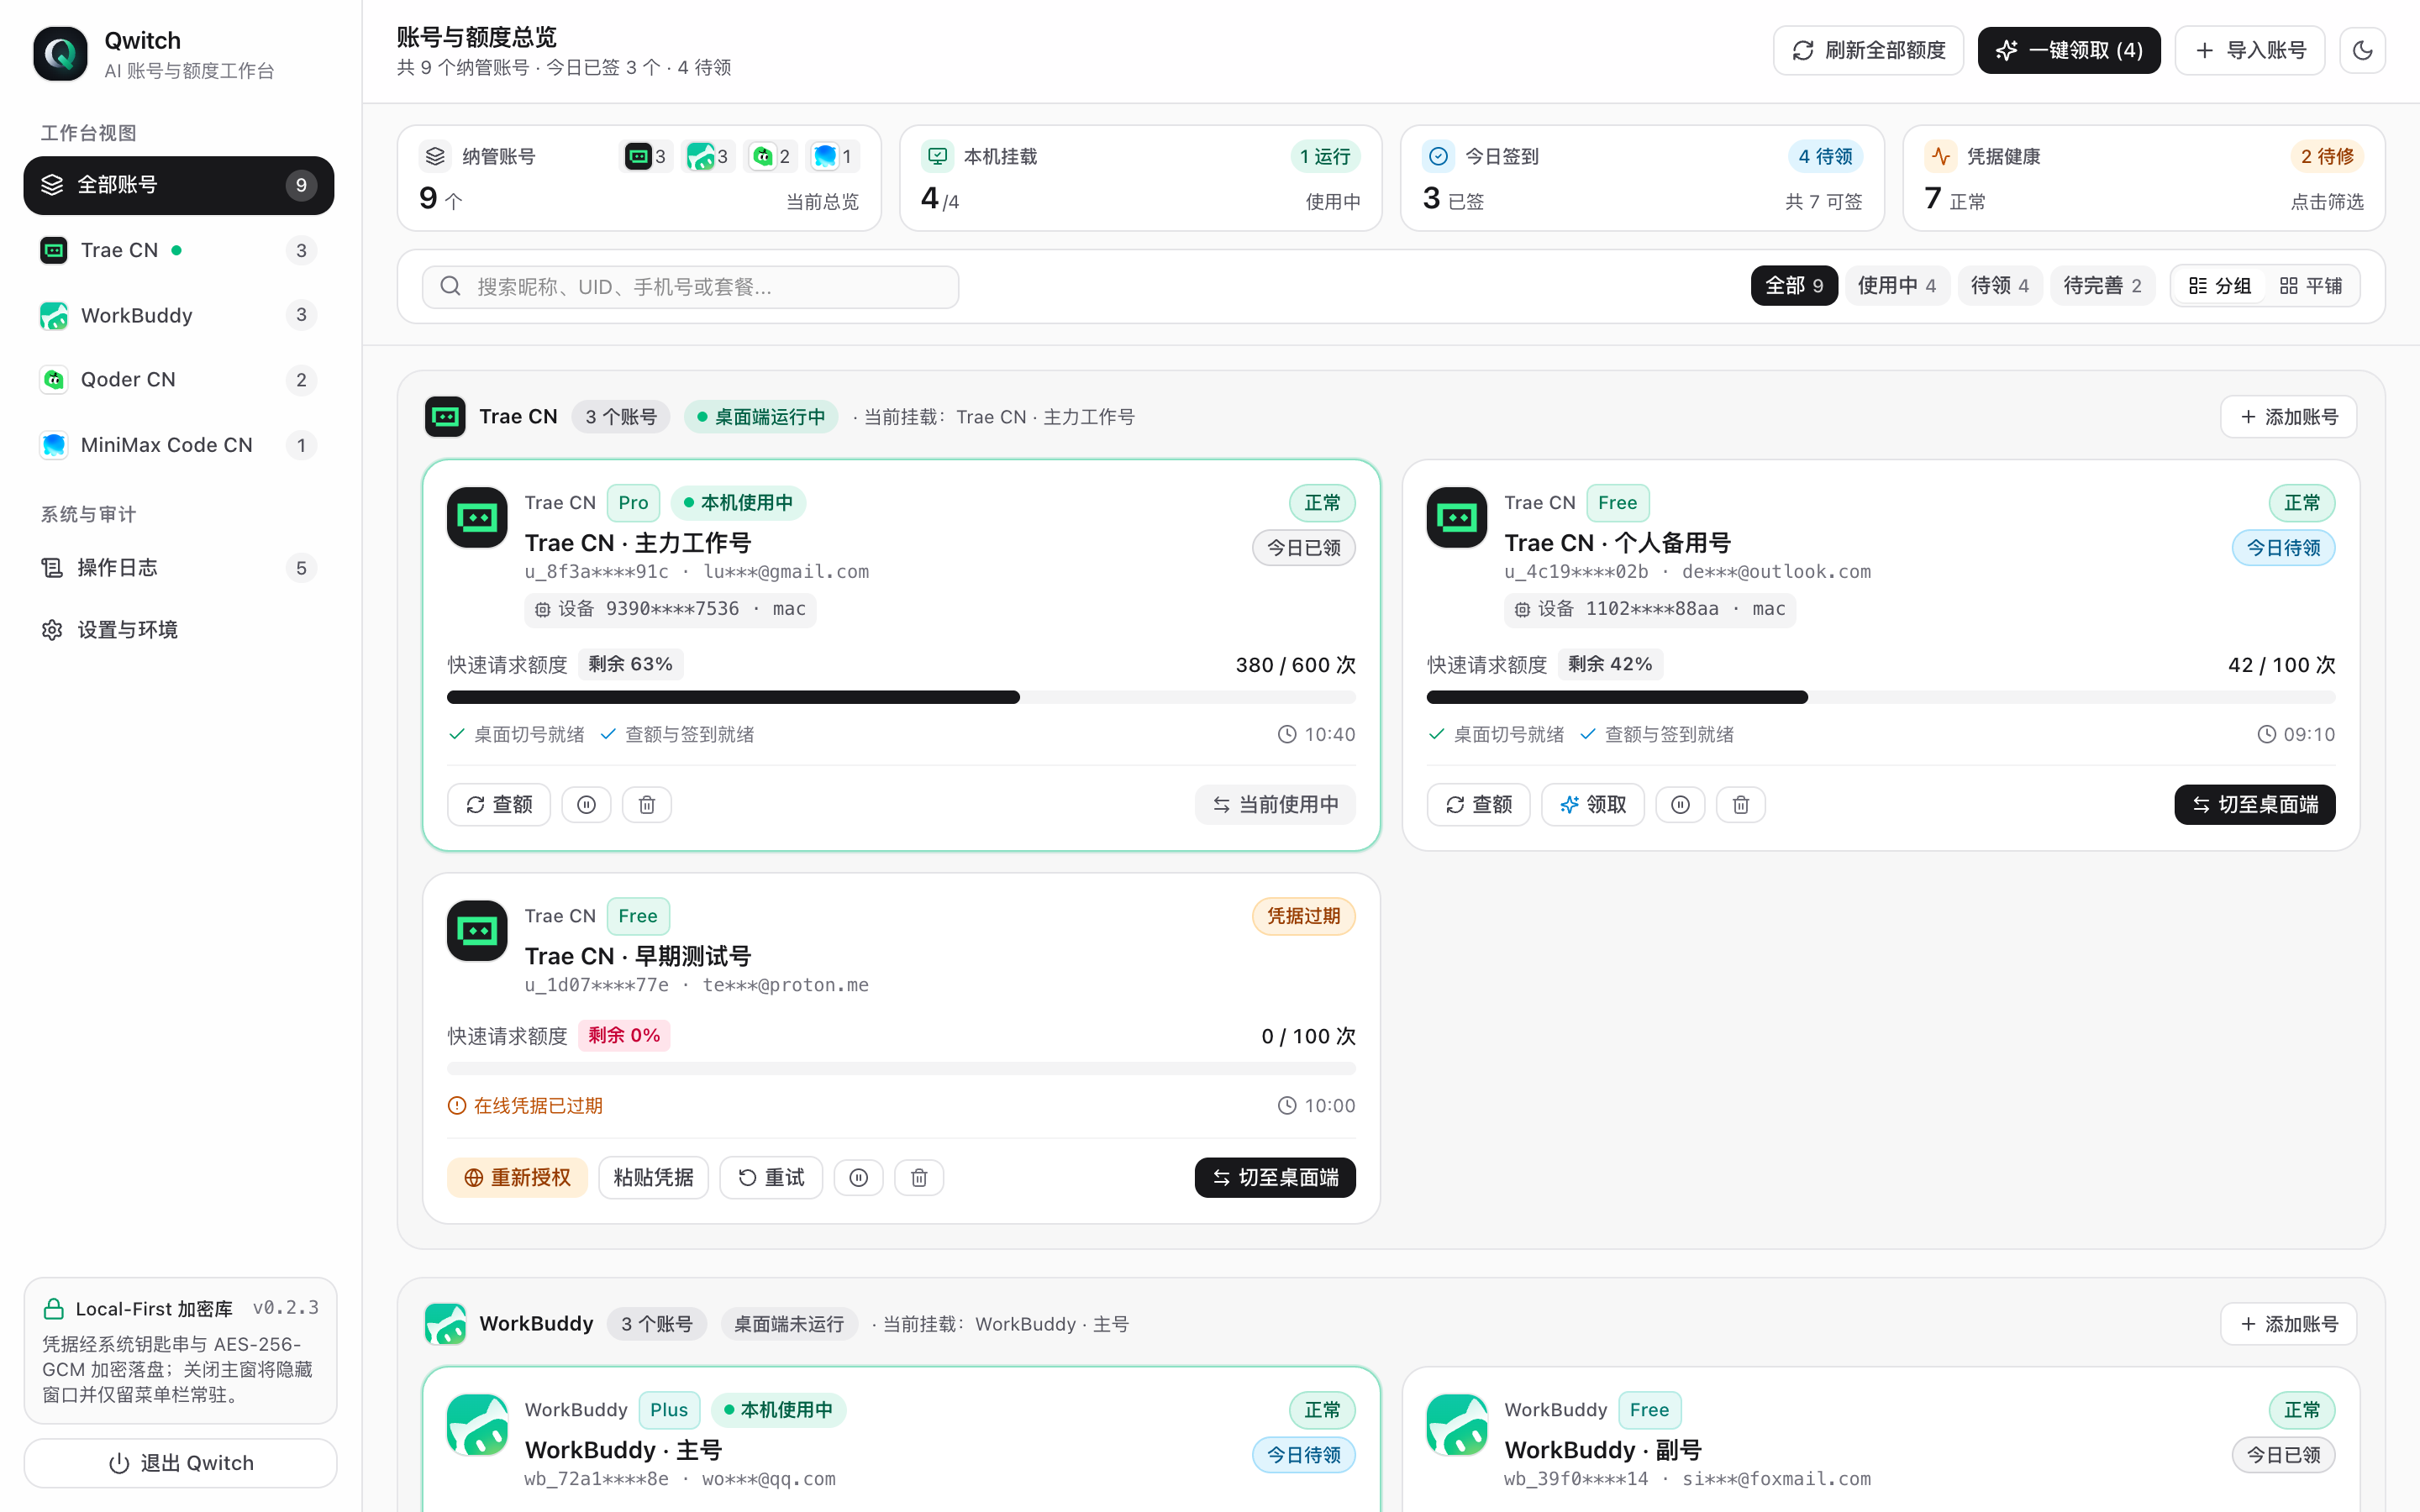 Qwitch
AI 账号与额度工作台
工作台视图
全部账号 9
Trae CN 3
WorkBuddy 3
Qoder CN 2
MiniMax Code CN 1
系统与审计
操作日志 5
设置与环境
Local-First 加密库 v0.2.3
凭据经系统钥匙串与 AES-256-
GCM 加密落盘；关闭主窗将隐藏
窗口并仅留菜单栏常驻。
退出 Qwitch
账号与额度总览
共 9 个纳管账号 · 今日已签 3 个 · 4 待领
刷新全部额度
一键领取 (4)
导入账号
纳管账号 3 3 2 1
9 个 当前总览
本机挂载 1 运行
4/4 使用中
今日签到 4 待领
3 已签 共 7 可签
凭据健康 2 待修
7 正常 点击筛选
搜索昵称、UID、手机号或套餐...
全部 9 使用中 4 待领 4 待完善 2 分组 平铺
Trae CN 3 个账号 桌面端运行中 · 当前挂载：Trae CN · 主力工作号 添加账号
Trae CN Pro 本机使用中 正常
Trae CN · 主力工作号 今日已领
u_8f3a****91c · lu***@gmail.com
设备 9390****7536 · mac
快速请求额度 剩余 63% 380 / 600 次
桌面切号就绪 查额与签到就绪 10:40
查额 当前使用中
Trae CN Free 正常
Trae CN · 个人备用号 今日待领
u_4c19****02b · de***@outlook.com
设备 1102****88aa · mac
快速请求额度 剩余 42% 42 / 100 次
桌面切号就绪 查额与签到就绪 09:10
查额 领取 切至桌面端
Trae CN Free 凭据过期
Trae CN · 早期测试号
u_1d07****77e · te***@proton.me
快速请求额度 剩余 0% 0 / 100 次
在线凭据已过期 10:00
重新授权 粘贴凭据 重试 切至桌面端
WorkBuddy 3 个账号 桌面端未运行 · 当前挂载：WorkBuddy · 主号 添加账号
WorkBuddy Plus 本机使用中 正常
WorkBuddy · 主号 今日待领
wb_72a1****8e · wo***@qq.com
WorkBuddy Free 正常
WorkBuddy · 副号 今日已领
wb_39f0****14 · si***@foxmail.com